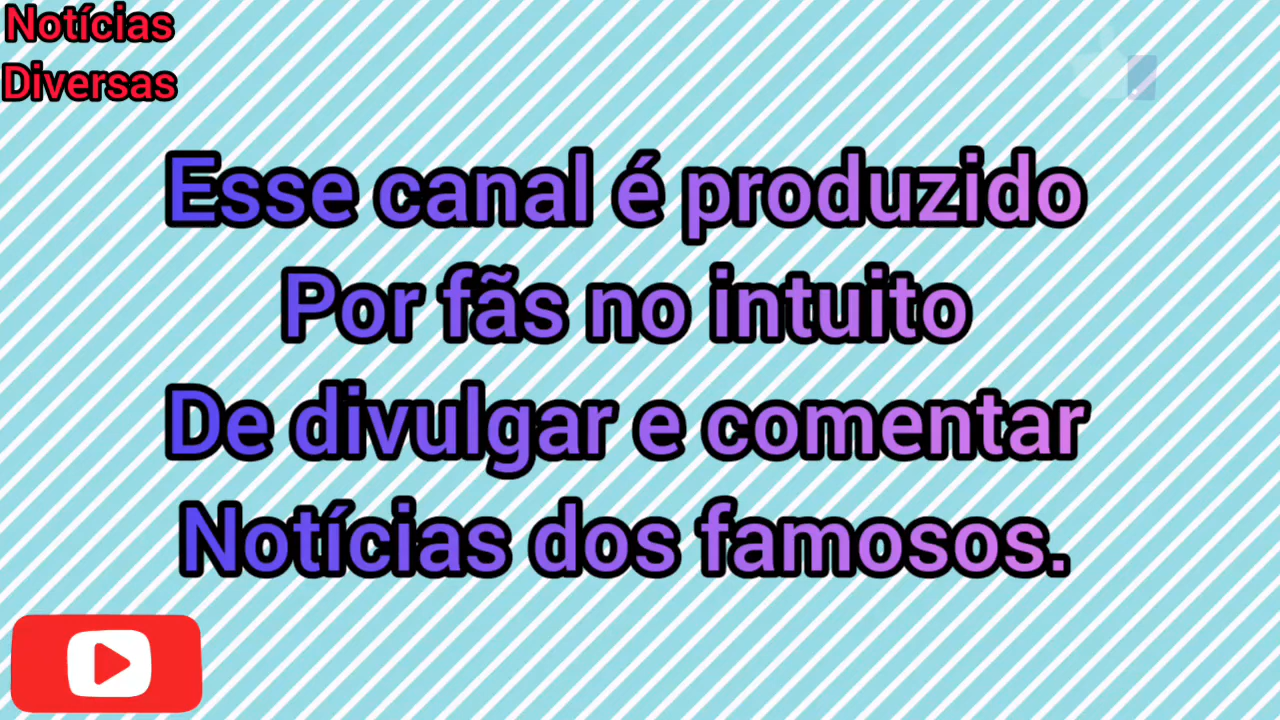 Notícias
Diversas
Esse canal é produzido
Por fãs no intuito
De divulgar e comentar
Notícias dos famosos.